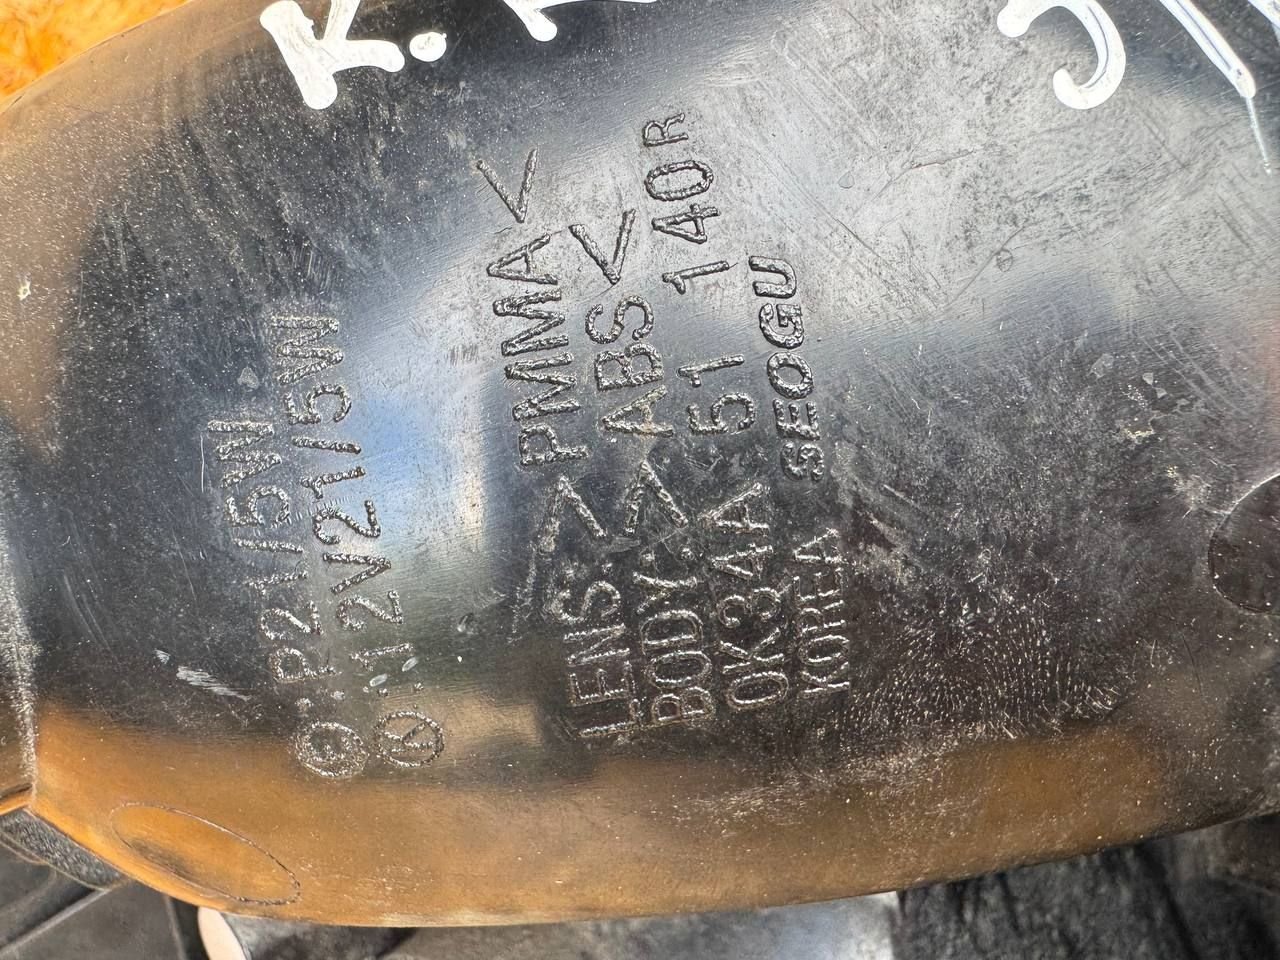 K.
J
Ⓔ : P21/5W
Ⓚ : 12V21/5W
LENS: >PMMA<
BODY: >ABS<
0K34A 51 140R
KOREA SEOGU